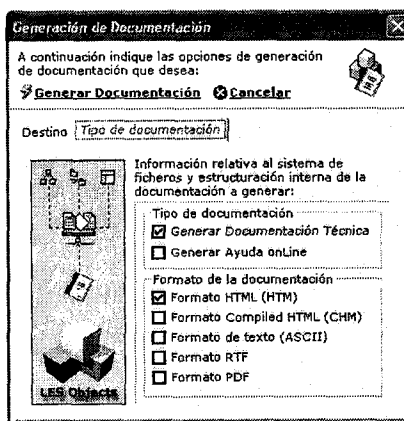 Generación de Documentación
A continuación indique las opciones de generación
de documentación que desea:
Generar Documentación Cancelar
Destino Tipo de documentación
Información relativa al sistema de
ficheros y estructuración interna de la
documentación a generar:
Tipo de documentación
Generar Documentación Técnica
Generar Ayuda onLine
Formato de la documentación
Formato HTML (HTM)
Formato Compiled HTML (CHM)
Formato de texto (ASCII)
Formato RTF
Formato PDF
LES Objects